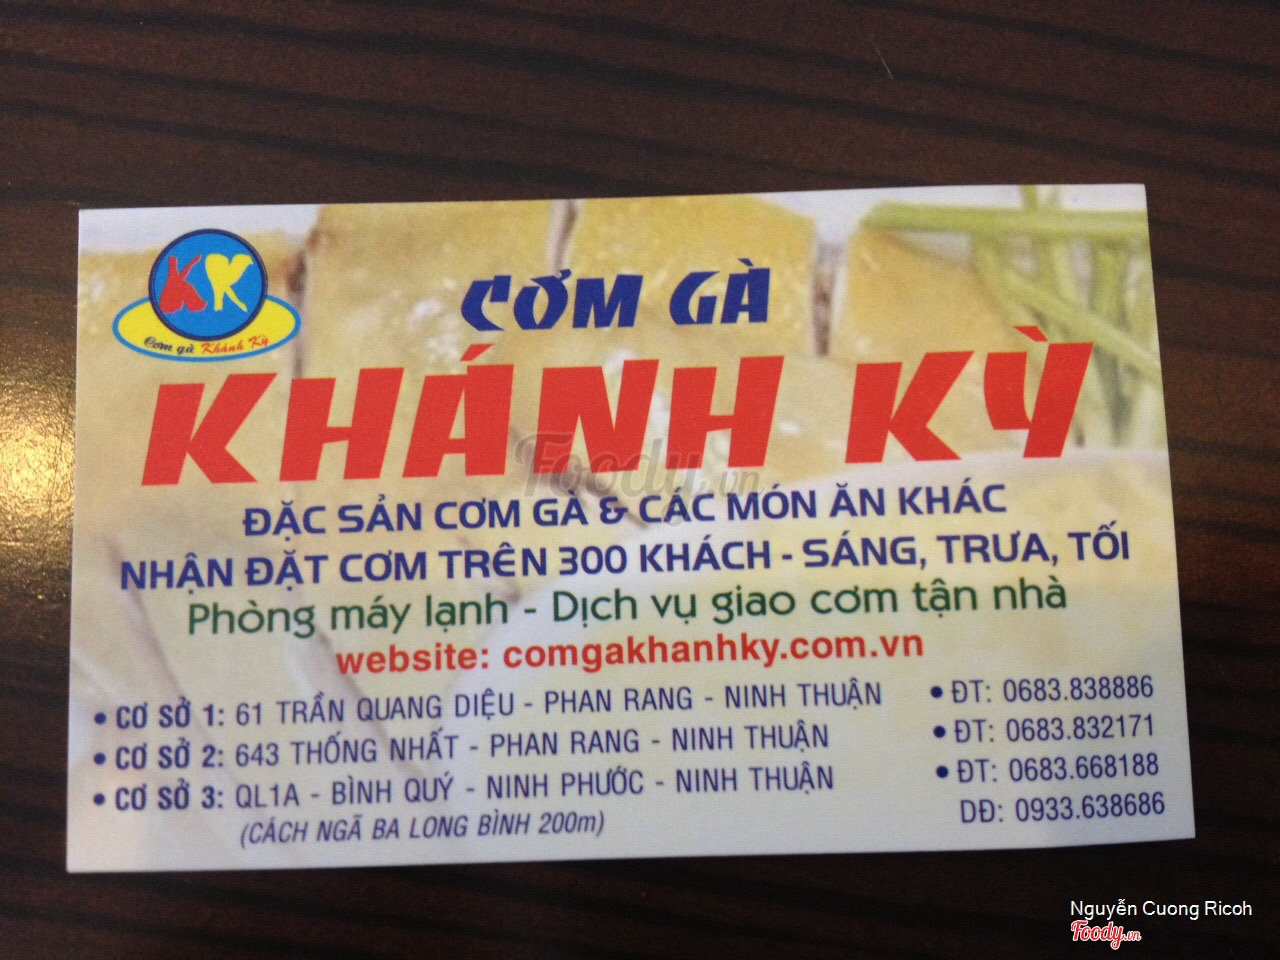 KK
Cơm gà Khánh Kỳ
CƠM GÀ
KHÁNH KỲ
Foody.vn
ĐẶC SẢN CƠM GÀ & CÁC MÓN ĂN KHÁC
NHẬN ĐẶT CƠM TRÊN 300 KHÁCH - SÁNG, TRƯA, TỐI
Phòng máy lạnh - Dịch vụ giao cơm tận nhà
website: comgakhanhky.com.vn
• CƠ SỞ 1: 61 TRẦN QUANG DIỆU - PHAN RANG - NINH THUẬN • ĐT: 0683.838886
• CƠ SỞ 2: 643 THỐNG NHẤT - PHAN RANG - NINH THUẬN • ĐT: 0683.832171
• CƠ SỞ 3: QL1A - BÌNH QUÝ - NINH PHƯỚC - NINH THUẬN • ĐT: 0683.668188
(CÁCH NGÃ BA LONG BÌNH 200m) DĐ: 0933.638686
Nguyễn Cuong Ricoh
Foody.vn